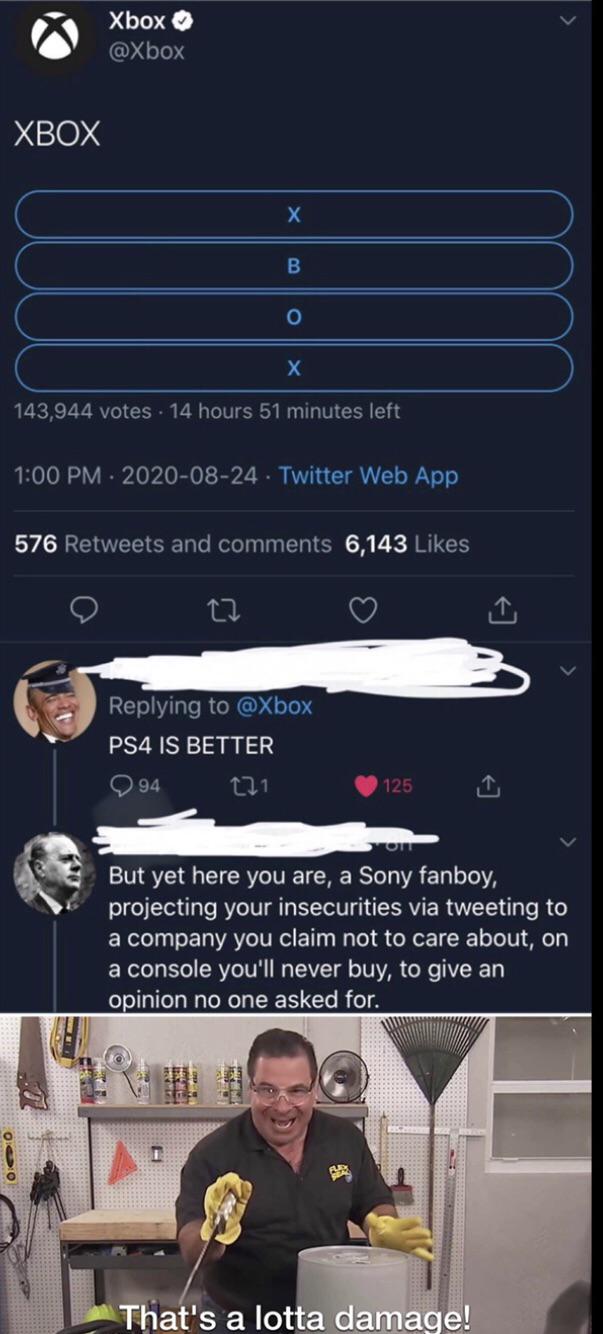 Xbox
@Xbox
XBOX
X
B
O
X
143,944 votes · 14 hours 51 minutes left
1:00 PM · 2020-08-24 · Twitter Web App
576 Retweets and comments 6,143 Likes
Replying to @Xbox
PS4 IS BETTER
94 1 125
But yet here you are, a Sony fanboy,
projecting your insecurities via tweeting to
a company you claim not to care about, on
a console you'll never buy, to give an
opinion no one asked for.
FLEX
SEAL
That's a lotta damage!